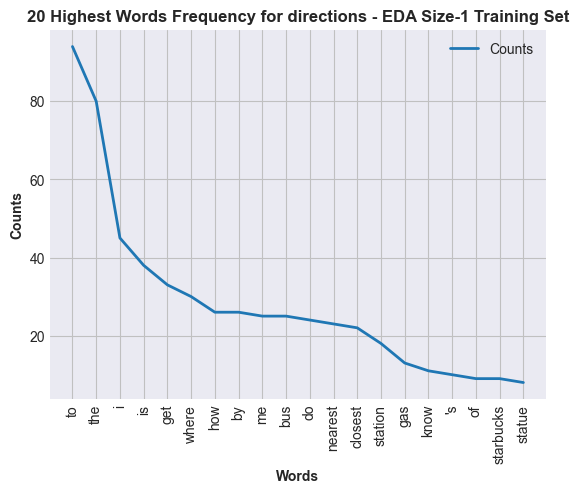 20 Highest Words Frequency for directions - EDA Size-1 Training Set
Counts
80
60
40
20
Counts
to
the
i
is
get
where
how
by
me
bus
do
nearest
closest
station
gas
know
's
of
starbucks
statue
Words